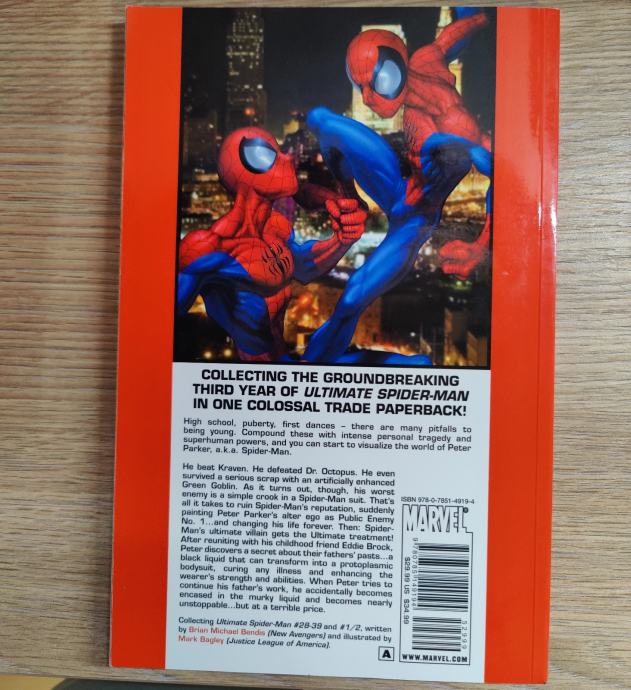 COLLECTING THE GROUNDBREAKING
THIRD YEAR OF ULTIMATE SPIDER-MAN
IN ONE COLOSSAL TRADE PAPERBACK!
High school, puberty, first dances – there are many pitfalls to
being young. Compound these with intense personal tragedy and
superhuman powers, and you can start to visualize the world of Peter
Parker, a.k.a. Spider-Man.
He beat Kraven. He defeated Dr. Octopus. He even
survived a serious scrap with an artificially enhanced
Green Goblin. As it turns out, though, his worst
enemy is a simple crook in a Spider-Man suit. That's
all it takes to ruin Spider-Man's reputation, suddenly
painting Peter Parker's alter ego as Public Enemy
No. 1...and changing his life forever. Then: Spider-
Man's ultimate villain gets the Ultimate treatment!
After reuniting with his childhood friend Eddie Brock,
Peter discovers a secret about their fathers' pasts...a
black liquid that can transform into a protoplasmic
bodysuit, curing any illness and enhancing the
wearer's strength and abilities. When Peter tries to
continue his father's work, he accidentally becomes
encased in the murky liquid and becomes nearly
unstoppable...but at a terrible price.
Collecting Ultimate Spider-Man #28-39 and #1/2, written
by Brian Michael Bendis (New Avengers) and illustrated by
Mark Bagley (Justice League of America).
A
ISBN 978-0-7851-4919-4
MARVEL
9 780785 149194
52999
$29.99 US $34.99
WWW.MARVEL.COM